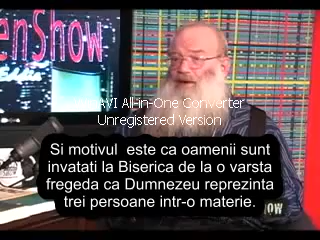 enShow
AVI All-in-One Converter
Unregistered Version
Si motivul este ca oamenii sunt
invatati la Biserica de la o varsta
fregeda ca Dumnezeu reprezinta
trei persoane intr-o materie.